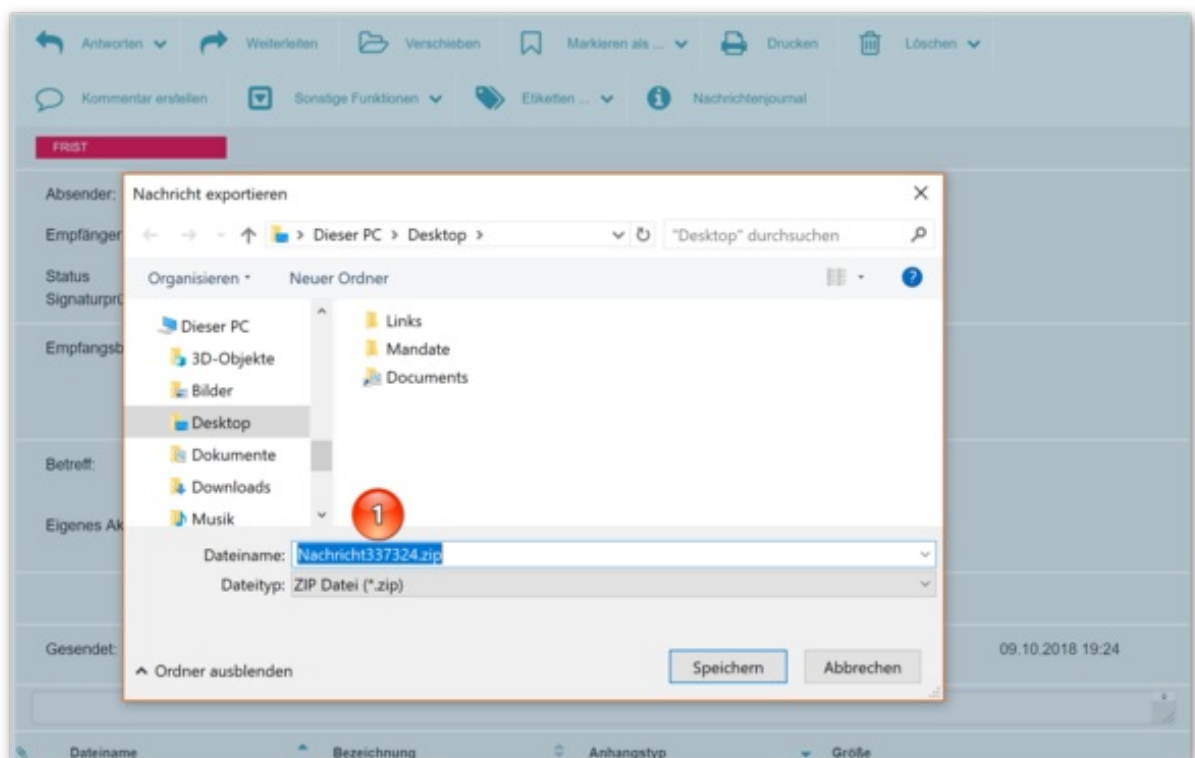 Antworten Weiterleiten Verschieben Markieren als ... Drucken Löschen
Kommentar erstellen Sonstige Funktionen Etiketten ... Nachrichtenjournal
FRIST
Absender:
Nachricht exportieren
Empfänger
> Dieser PC > Desktop > "Desktop" durchsuchen
Status
Signaturprü
Organisieren Neuer Ordner ?
Dieser PC Links
3D-Objekte Mandate
Empfangsb
Bilder Documents
Desktop
Dokumente
Betreff:
Downloads
Musik 1
Eigenes Ak
Dateiname: Nachricht337324.zip
Dateityp: ZIP Datei (*.zip)
Gesendet: 09.10.2018 19:24
Ordner ausblenden Speichern Abbrechen
Dateiname Bezeichnung Anhangstyp Größe